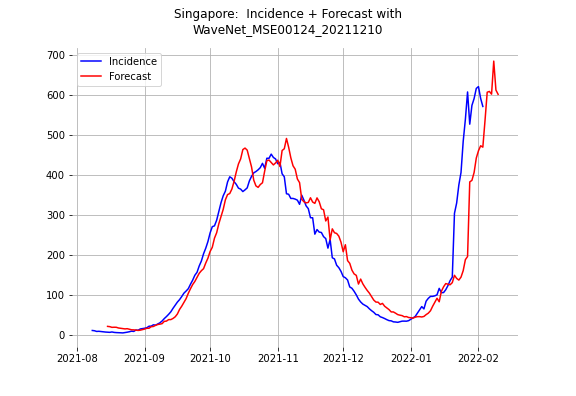 Singapore:  Incidence + Forecast with
WaveNet_MSE00124_20211210
Incidence
Forecast
700
600
500
400
300
200
100
0
2021-08 2021-09 2021-10 2021-11 2021-12 2022-01 2022-02